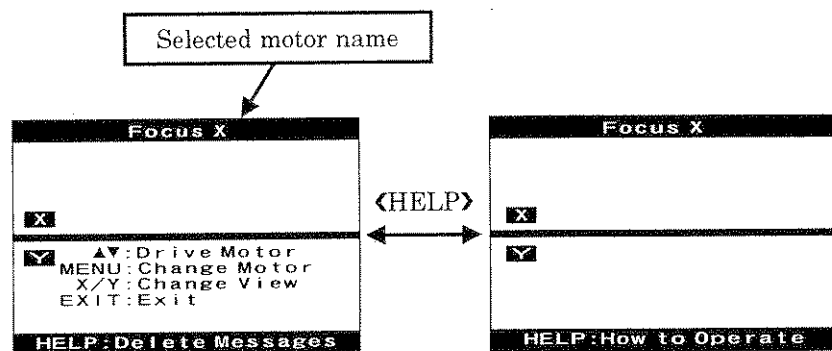 Selected motor name
Focus X
X
Y
▲▼:Drive Motor
MENU:Change Motor
X/Y:Change View
EXIT:Exit
HELP:Delete Messages
《HELP》
Focus X
X
Y
HELP:How to Operate